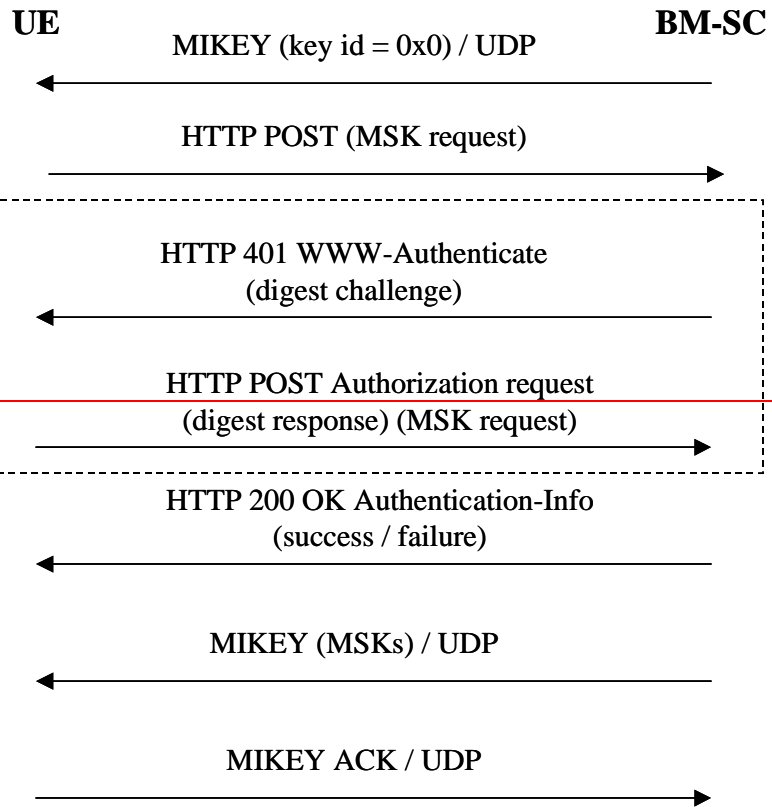 UE
BM-SC
MIKEY (key id = 0x0) / UDP
HTTP POST (MSK request)
HTTP 401 WWW-Authenticate
(digest challenge)
HTTP POST Authorization request
(digest response) (MSK request)
HTTP 200 OK Authentication-Info
(success / failure)
MIKEY (MSKs) / UDP
MIKEY ACK / UDP